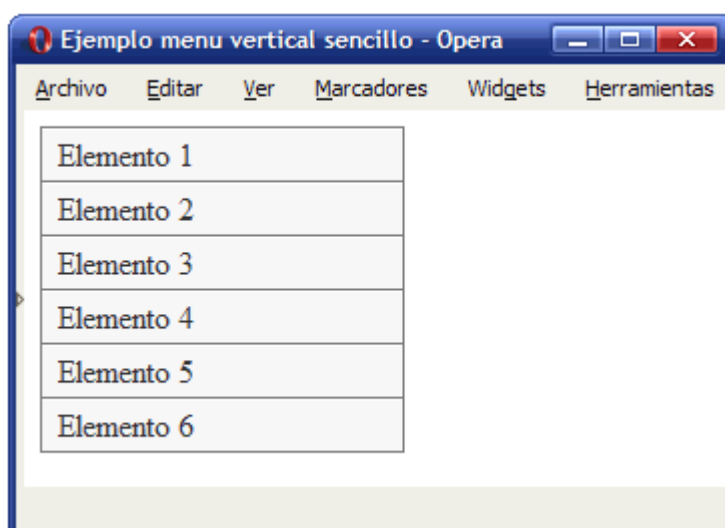 Ejemplo menu vertical sencillo - Opera
Archivo Editar Ver Marcadores Widgets Herramientas
Elemento 1
Elemento 2
Elemento 3
Elemento 4
Elemento 5
Elemento 6